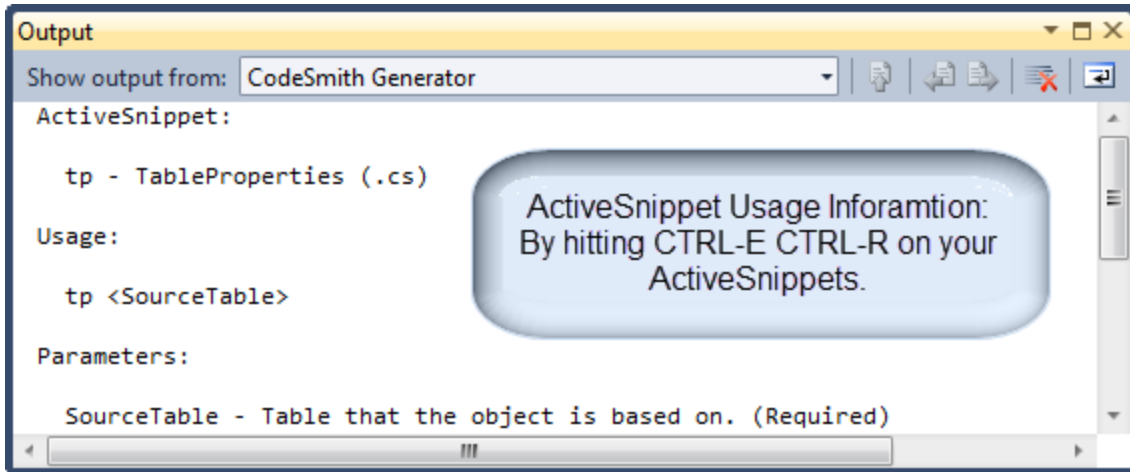 Output
Show output from: CodeSmith Generator
ActiveSnippet:
tp - TableProperties (.cs)
Usage:
tp <SourceTable>
Parameters:
SourceTable - Table that the object is based on. (Required)
ActiveSnippet Usage Inforamtion:
By hitting CTRL-E CTRL-R on your
ActiveSnippets.